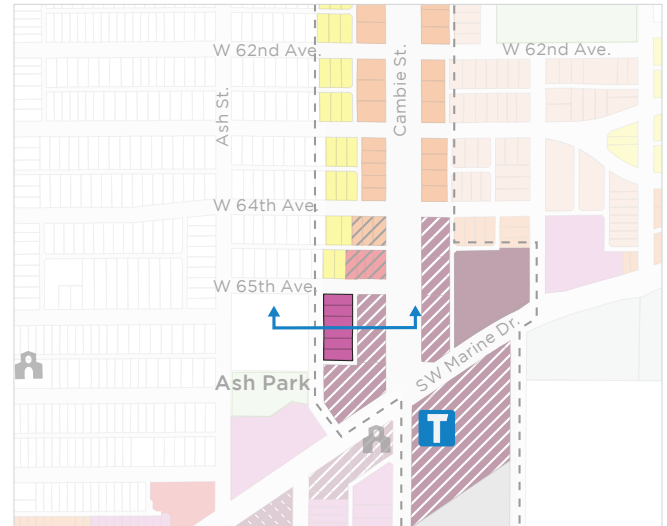 W 62nd Ave.
W 62nd Ave.
Ash St.
Cambie St.
W 64th Ave.
W 65th Ave.
SW Marine Dr.
Ash Park
T